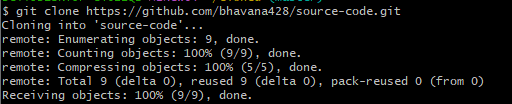 $ git clone https://github.com/bhavana428/source-code.git
Cloning into 'source-code'...
remote: Enumerating objects: 9, done.
remote: Counting objects: 100% (9/9), done.
remote: Compressing objects: 100% (5/5), done.
remote: Total 9 (delta 0), reused 9 (delta 0), pack-reused 0 (from 0)
Receiving objects: 100% (9/9), done.